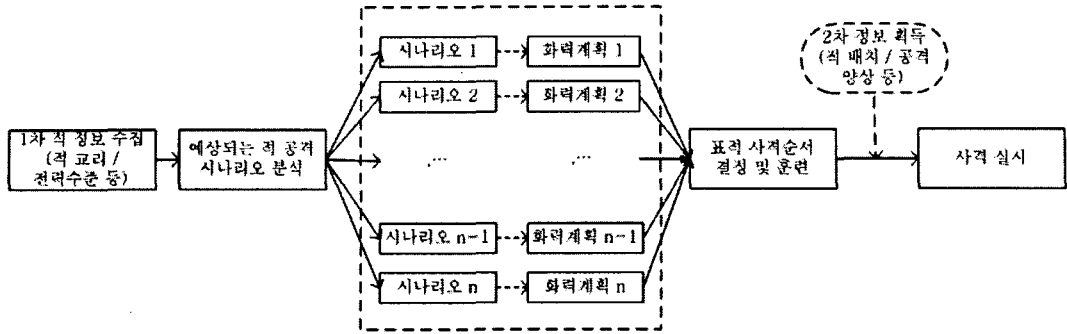 1차 적 정보 수집
(적 교리 /
전력수준 등)
예상되는 적 공격
시나리오 분석
시나리오 1
화력계획 1
시나리오 2
화력계획 2
...
...
시나리오 n-1
화력계획 n-1
시나리오 n
화력계획 n
표적 사격순서
결정 및 훈련
2차 정보 획득
(적 배치 / 공격
양상 등)
사격 실시